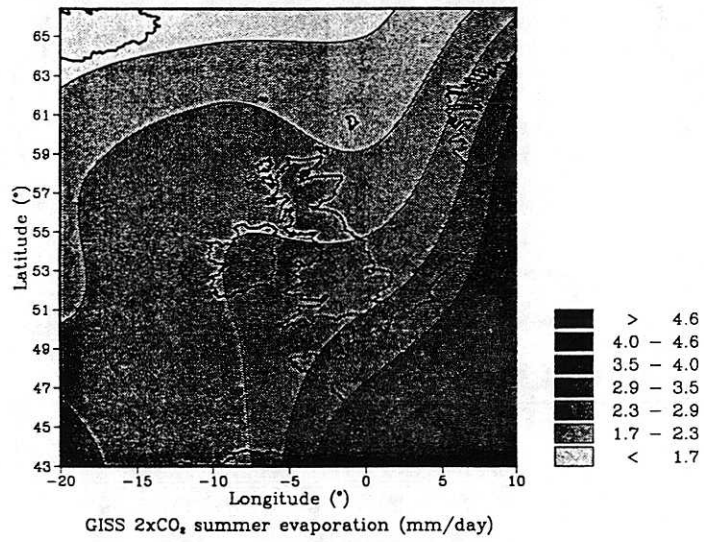 65
63
61
59
57
55
53
51
49
47
45
43
Latitude (°)
-20 -15 -10 -5 0 5 10
Longitude (°)
GISS 2xCO₂ summer evaporation (mm/day)
> 4.6
4.0 - 4.6
3.5 - 4.0
2.9 - 3.5
2.3 - 2.9
1.7 - 2.3
< 1.7